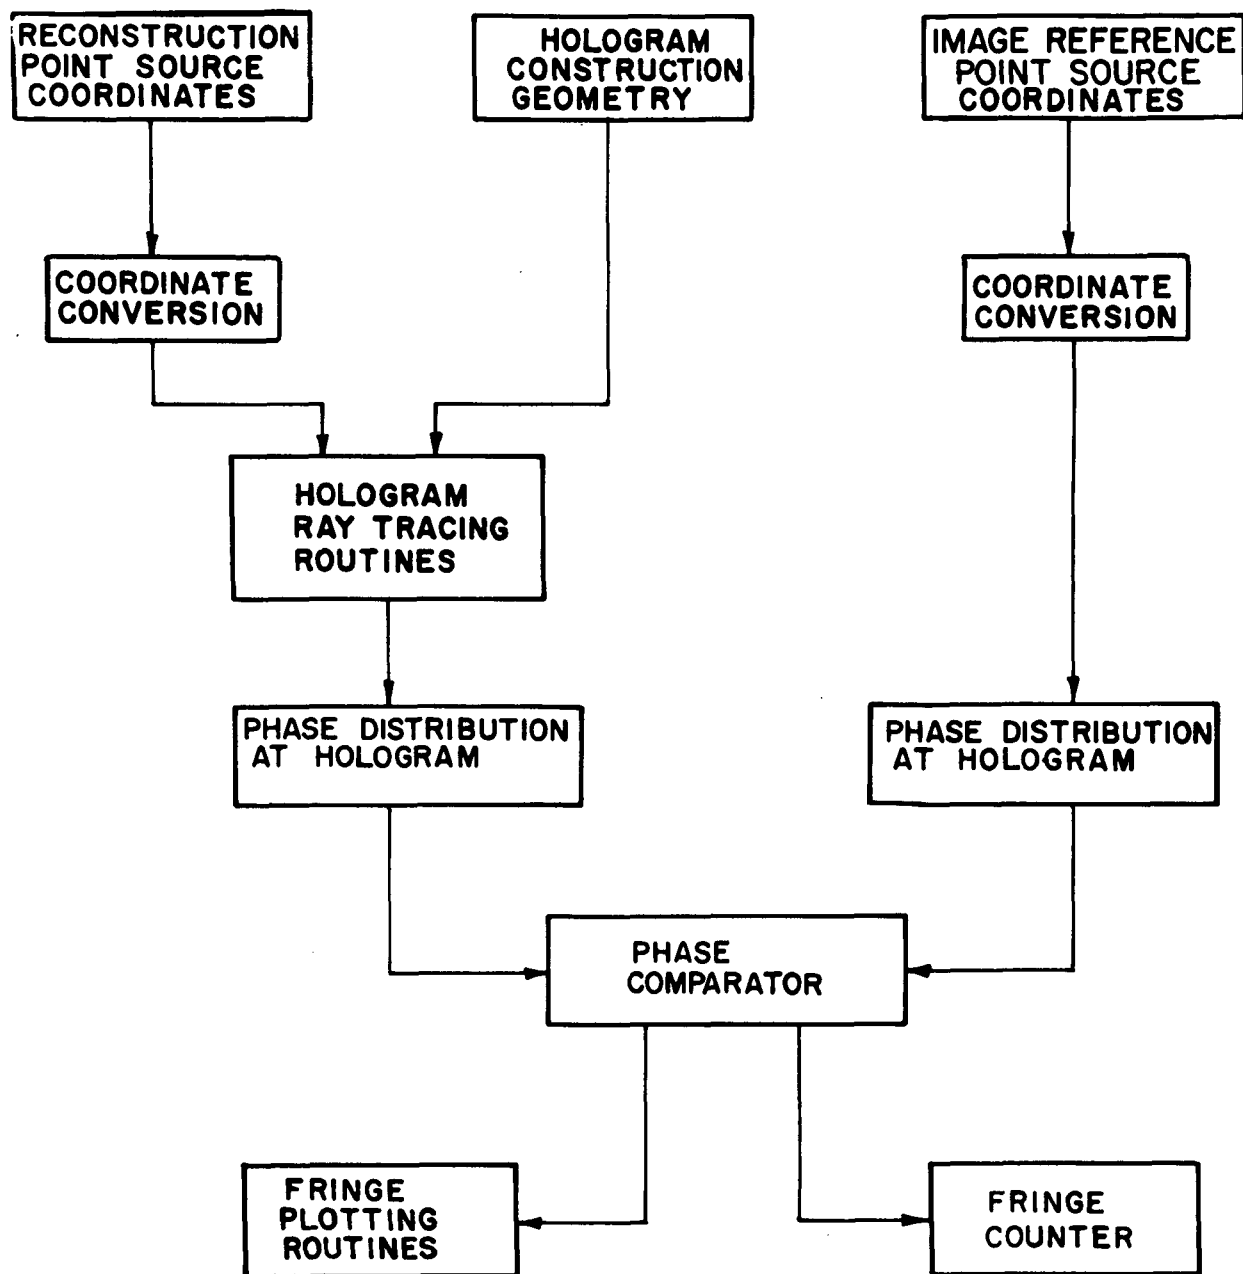 RECONSTRUCTION
POINT SOURCE
COORDINATES
HOLOGRAM
CONSTRUCTION
GEOMETRY
IMAGE REFERENCE
POINT SOURCE
COORDINATES
COORDINATE
CONVERSION
COORDINATE
CONVERSION
HOLOGRAM
RAY TRACING
ROUTINES
PHASE DISTRIBUTION
AT HOLOGRAM
PHASE DISTRIBUTION
AT HOLOGRAM
PHASE
COMPARATOR
FRINGE
PLOTTING
ROUTINES
FRINGE
COUNTER